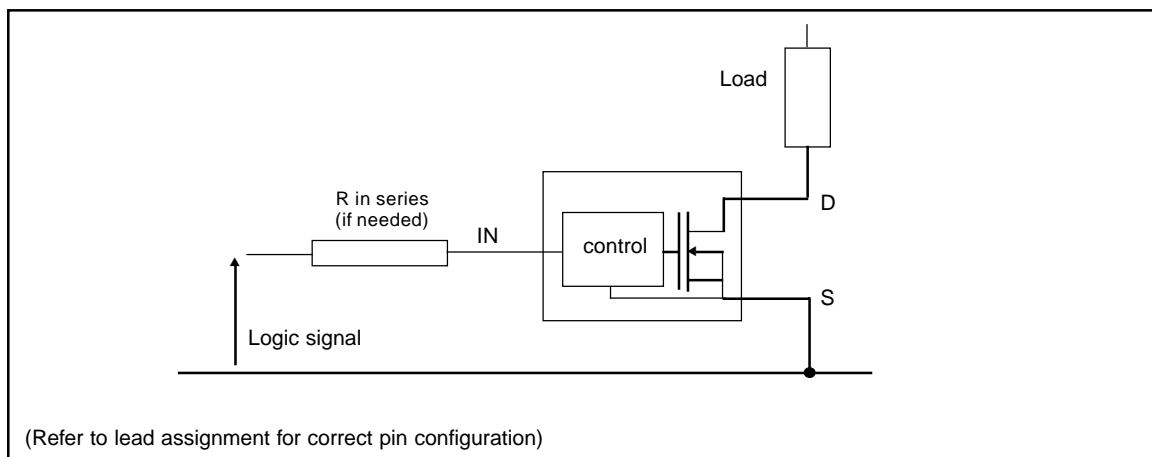 Load
R in series
(if needed)
IN
D
control
S
Logic signal
(Refer to lead assignment for correct pin configuration)